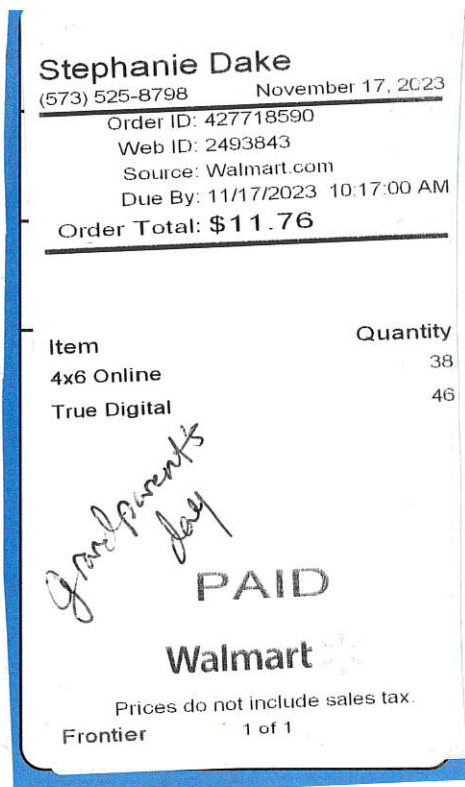 Stephanie Dake
(573) 525-8798 November 17, 2023
Order ID: 427718590
Web ID: 2493843
Source: Walmart.com
Due By: 11/17/2023 10:17:00 AM
Order Total: $11.76
Item Quantity
4x6 Online 38
True Digital 46
grandparents
day
PAID
Walmart
Prices do not include sales tax.
Frontier 1 of 1